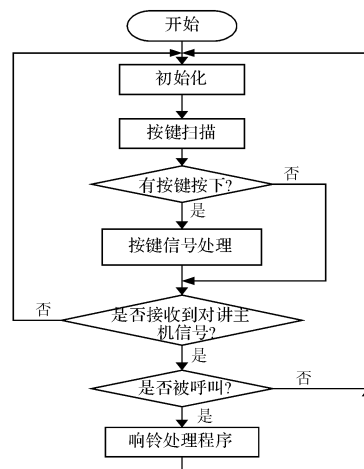 开始
初始化
按键扫描
有按键按下?
否
是
按键信号处理
是否接收到对讲主
机信号?
否
是
是否被呼叫?
否
是
响铃处理程序